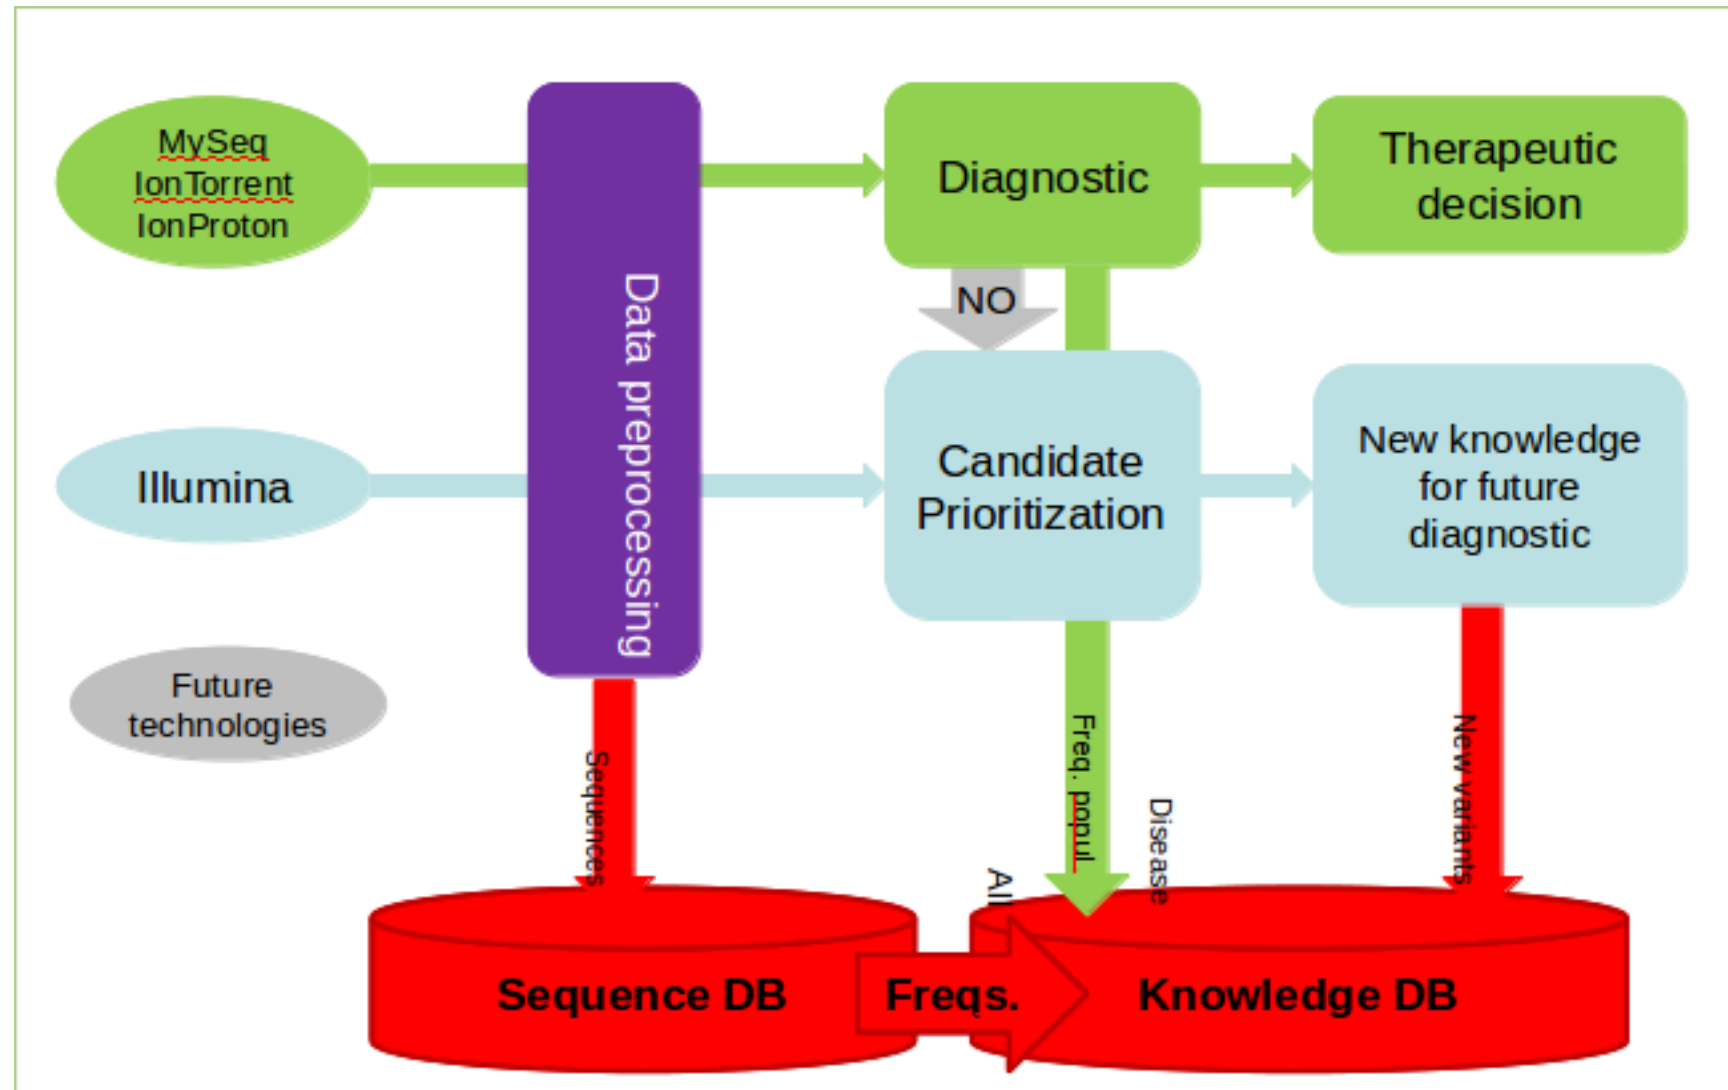 MySeq
IonTorrent
IonProton
Diagnostic
Therapeutic
decision
Data preprocessing
NO
Illumina
Candidate
Prioritization
New knowledge
for future
diagnostic
Future
technologies
Sequences
Freq. popul.
Disease
All
New variants
Sequence DB
Freqs.
Knowledge DB